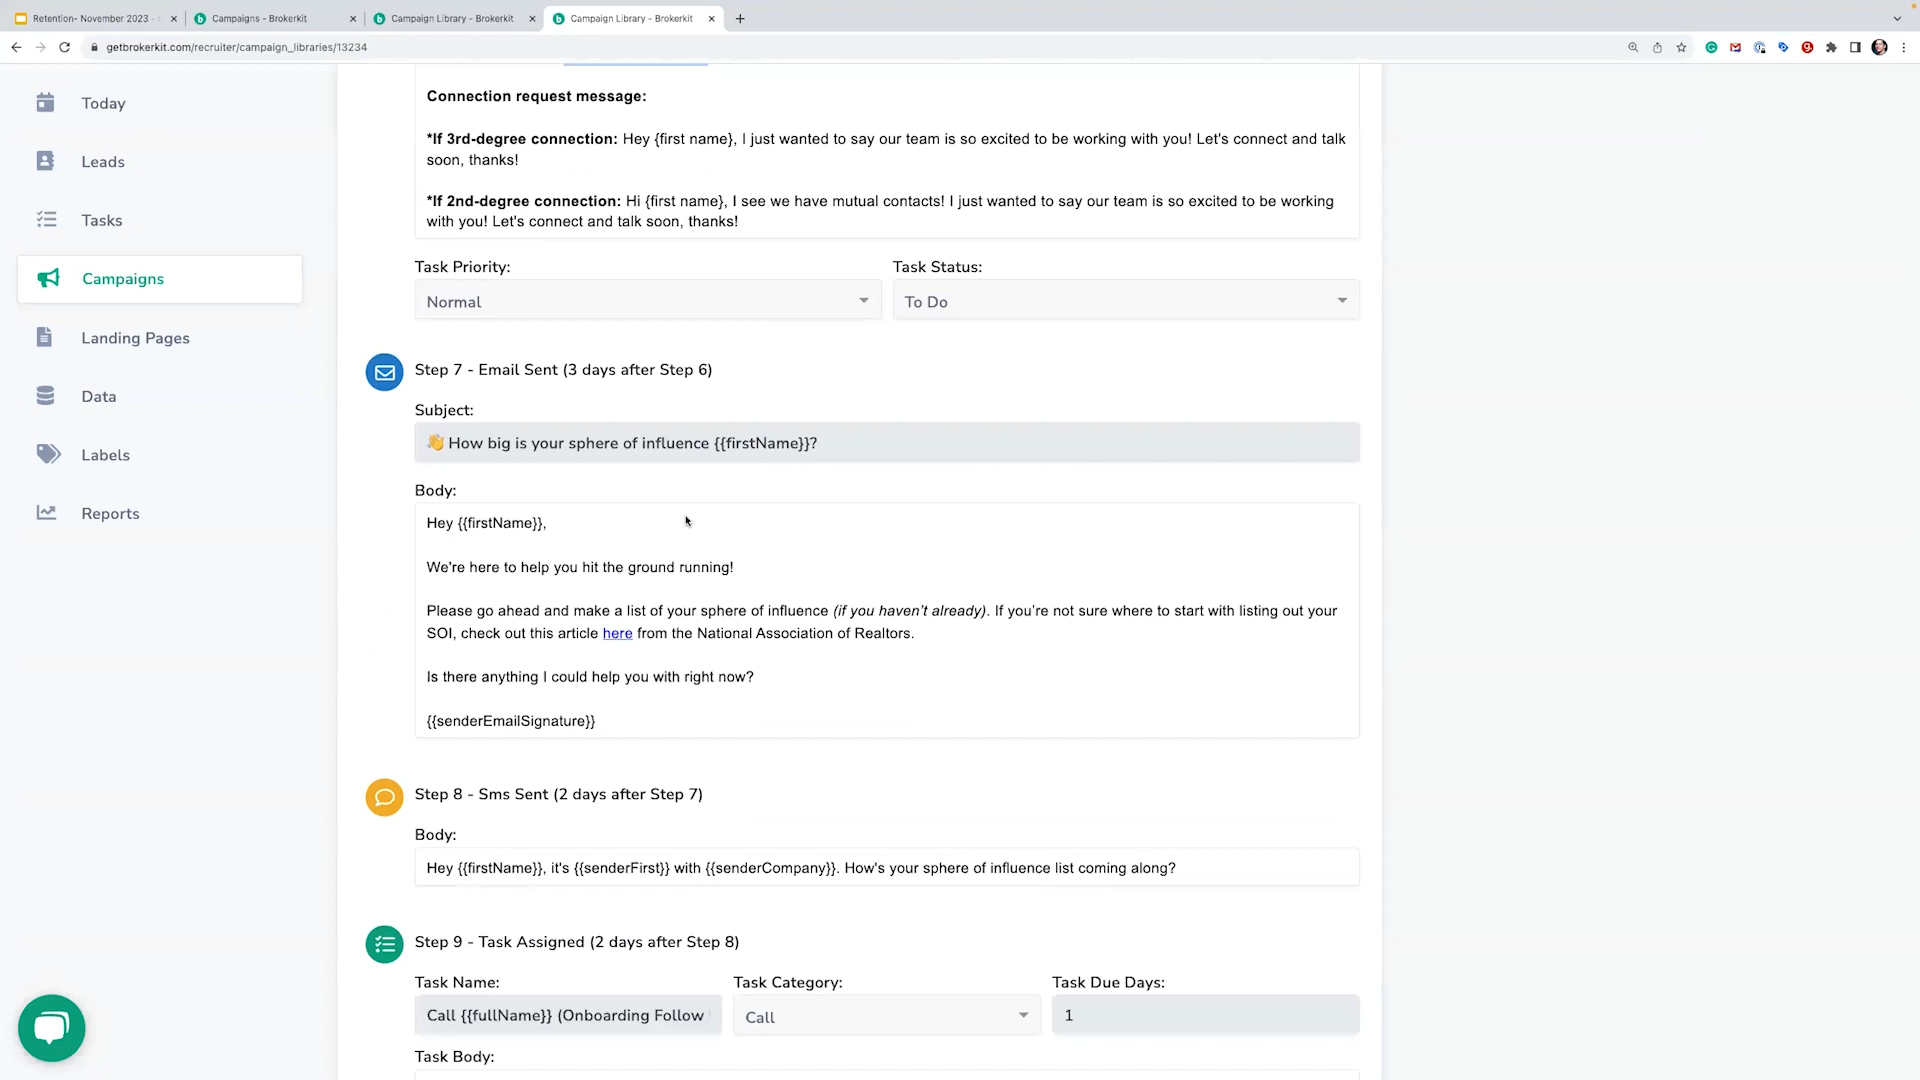 Retention- November 2023 -
Campaigns - Brokerkit
Campaign Library - Brokerkit
Campaign Library - Brokerkit
getbrokerkit.com/recruiter/campaign_libraries/13234
Today
Leads
Tasks
Campaigns
Landing Pages
Data
Labels
Reports
Connection request message:
*If 3rd-degree connection: Hey {first name}, I just wanted to say our team is so excited to be working with you! Let's connect and talk
soon, thanks!
*If 2nd-degree connection: Hi {first name}, I see we have mutual contacts! I just wanted to say our team is so excited to be working
with you! Let's connect and talk soon, thanks!
Task Priority:
Task Status:
Normal
To Do
Step 7 - Email Sent (3 days after Step 6)
Subject:
👋 How big is your sphere of influence {{firstName}}?
Body:
Hey {{firstName}},
We're here to help you hit the ground running!
Please go ahead and make a list of your sphere of influence (if you haven’t already). If you’re not sure where to start with listing out your
SOI, check out this article here from the National Association of Realtors.
Is there anything I could help you with right now?
{{senderEmailSignature}}
Step 8 - Sms Sent (2 days after Step 7)
Body:
Hey {{firstName}}, it's {{senderFirst}} with {{senderCompany}}. How's your sphere of influence list coming along?
Step 9 - Task Assigned (2 days after Step 8)
Task Name:
Task Category:
Task Due Days:
Call {{fullName}} (Onboarding Follow
Call
1
Task Body: